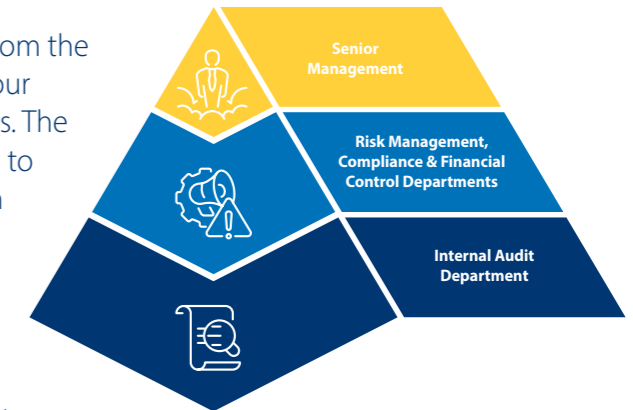 om the
our
s. The
to
Senior
Management
Risk Management,
Compliance & Financial
Control Departments
Internal Audit
Department